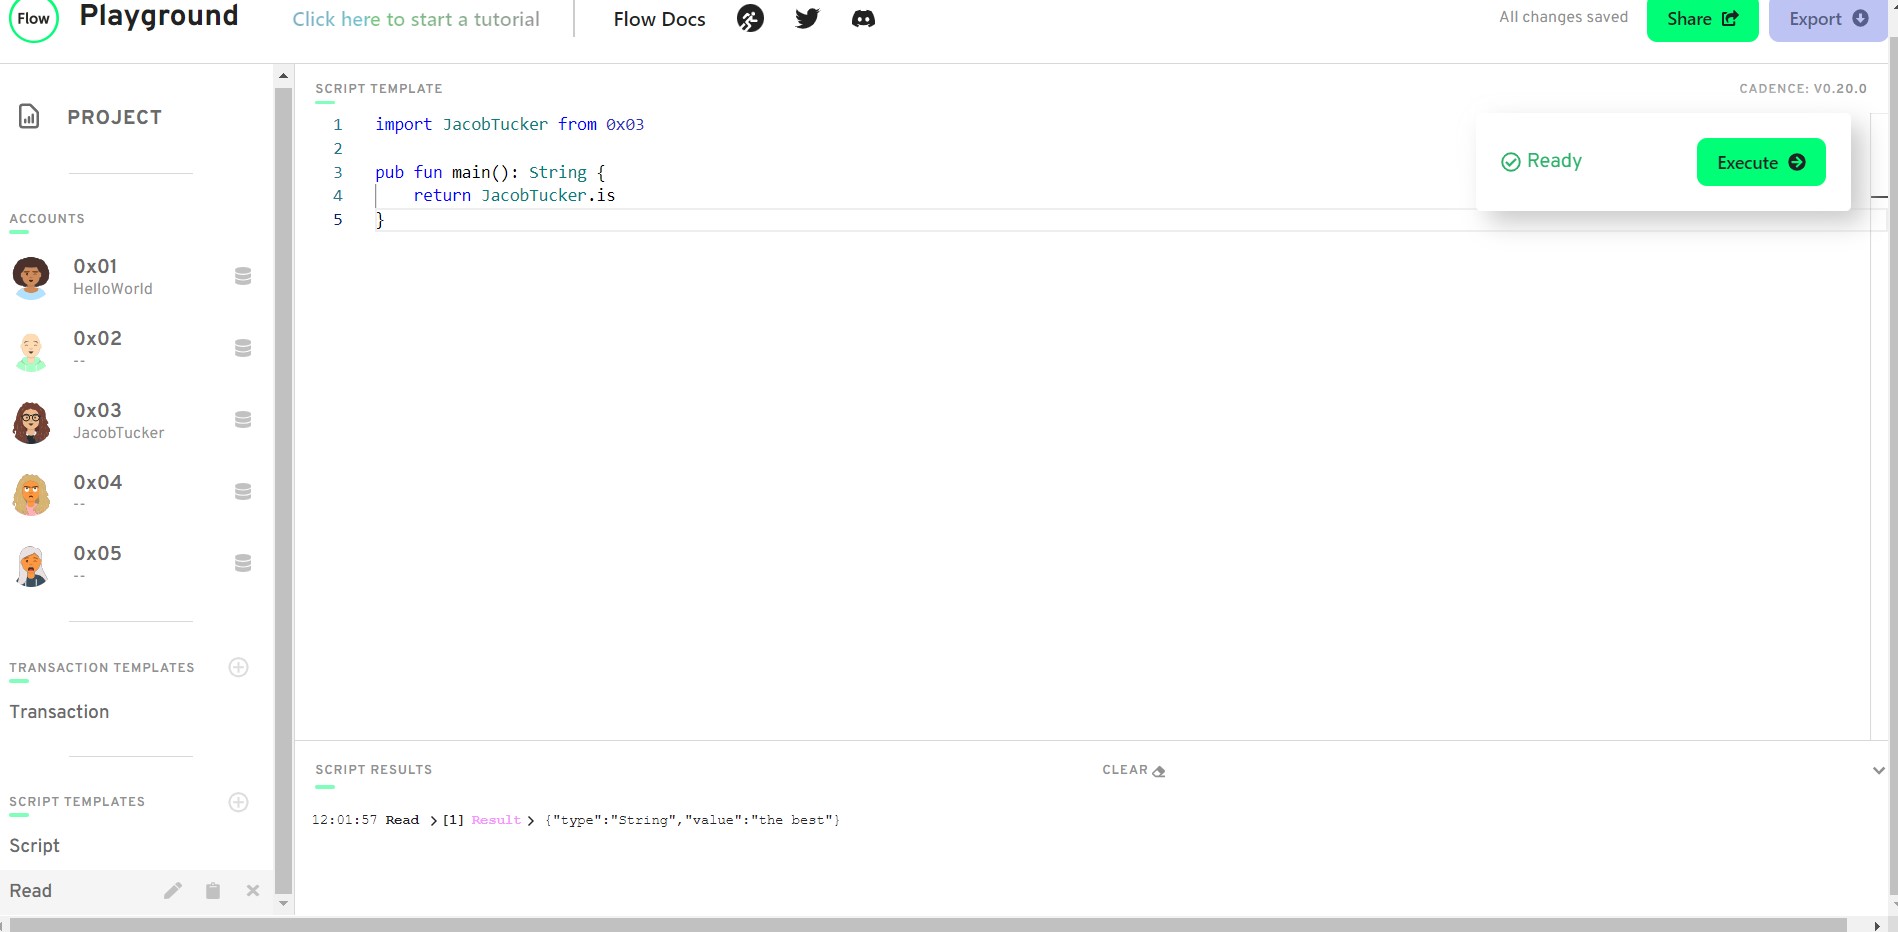 Flow Playground Click here to start a tutorial Flow Docs All changes saved Share Export
PROJECT
ACCOUNTS
0x01
HelloWorld
0x02
--
0x03
JacobTucker
0x04
--
0x05
--
TRANSACTION TEMPLATES
Transaction
SCRIPT TEMPLATES
Script
Read
SCRIPT TEMPLATE CADENCE: V0.20.0
1 import JacobTucker from 0x03
2
3 pub fun main(): String {
4     return JacobTucker.is
5 }
Ready Execute
SCRIPT RESULTS CLEAR
12:01:57 Read > [1] Result > {"type":"String","value":"the best"}